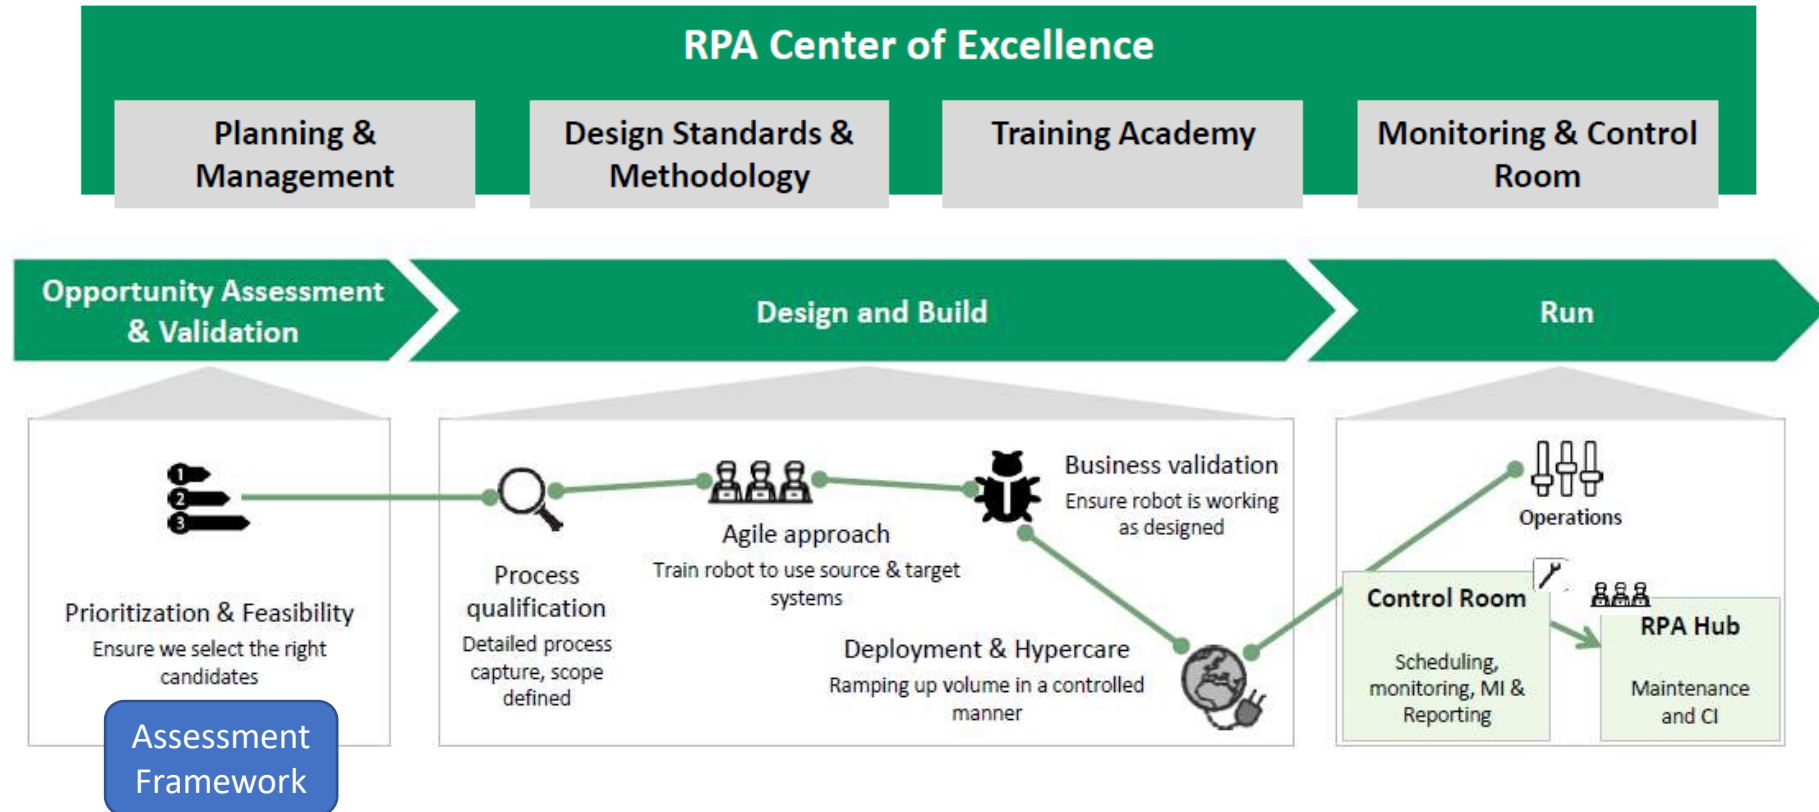 RPA Center of Excellence
Planning &
Management
Design Standards &
Methodology
Training Academy
Monitoring & Control
Room
Opportunity Assessment
& Validation
Design and Build
Run
1
2
3
Prioritization & Feasibility
Ensure we select the right
candidates
Assessment
Framework
Process
qualification
Detailed process
capture, scope
defined
Agile approach
Train robot to use source & target
systems
Business validation
Ensure robot is working
as designed
Deployment & Hypercare
Ramping up volume in a controlled
manner
Operations
Control Room
Scheduling,
monitoring, MI &
Reporting
RPA Hub
Maintenance
and CI